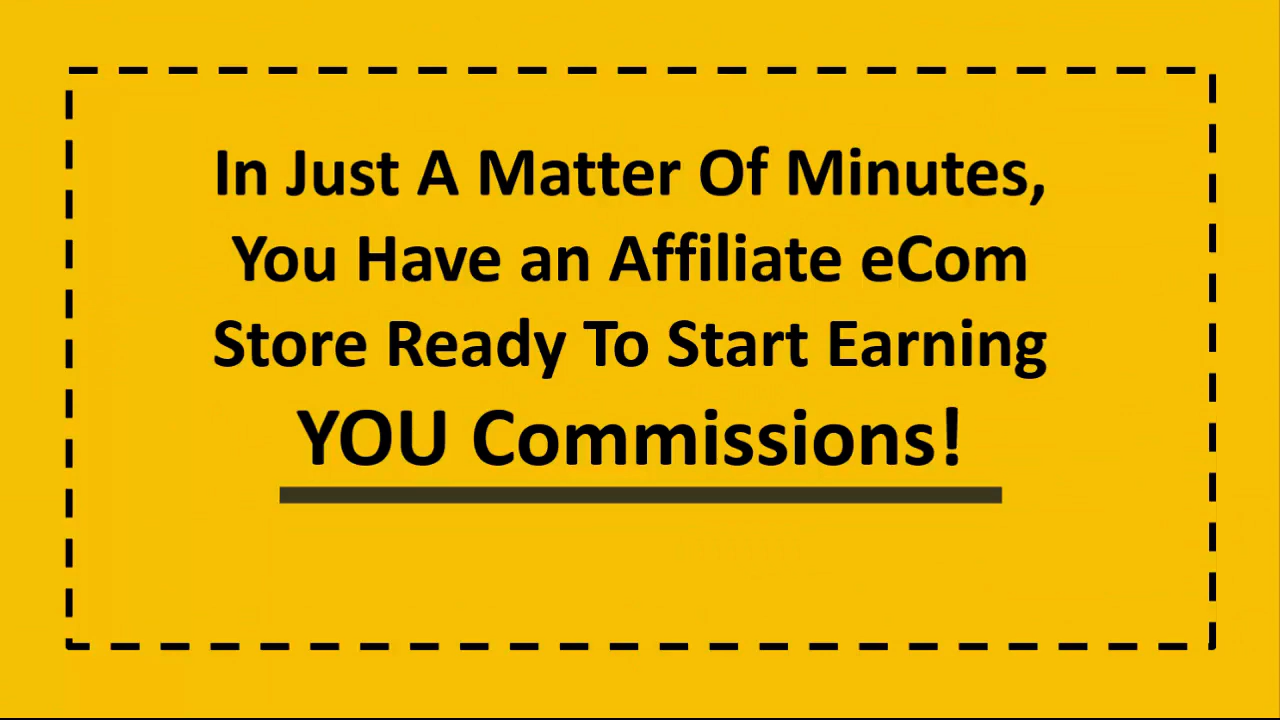 In Just A Matter Of Minutes,
You Have an Affiliate eCom
Store Ready To Start Earning
YOU Commissions!